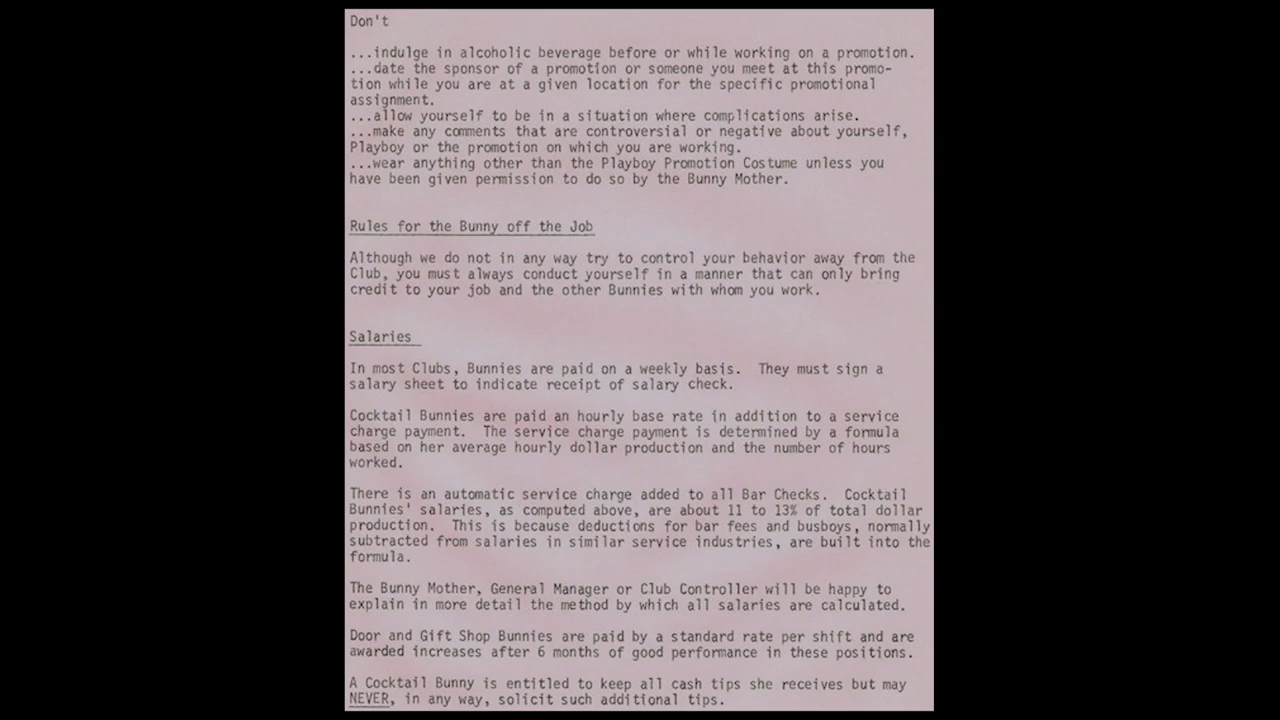 Don't
...indulge in alcoholic beverage before or while working on a promotion.
...date the sponsor of a promotion or someone you meet at this promo-
tion while you are at a given location for the specific promotional
assignment.
...allow yourself to be in a situation where complications arise.
...make any comments that are controversial or negative about yourself,
Playboy or the promotion on which you are working.
...wear anything other than the Playboy Promotion Costume unless you
have been given permission to do so by the Bunny Mother.
Rules for the Bunny off the Job
Although we do not in any way try to control your behavior away from the
Club, you must always conduct yourself in a manner that can only bring
credit to your job and the other Bunnies with whom you work.
Salaries
In most Clubs, Bunnies are paid on a weekly basis.  They must sign a
salary sheet to indicate receipt of salary check.
Cocktail Bunnies are paid an hourly base rate in addition to a service
charge payment.  The service charge payment is determined by a formula
based on her average hourly dollar production and the number of hours
worked.
There is an automatic service charge added to all Bar Checks.  Cocktail
Bunnies' salaries, as computed above, are about 11 to 13% of total dollar
production.  This is because deductions for bar fees and busboys, normally
subtracted from salaries in similar service industries, are built into the
formula.
The Bunny Mother, General Manager or Club Controller will be happy to
explain in more detail the method by which all salaries are calculated.
Door and Gift Shop Bunnies are paid by a standard rate per shift and are
awarded increases after 6 months of good performance in these positions.
A Cocktail Bunny is entitled to keep all cash tips she receives but may
NEVER, in any way, solicit such additional tips.